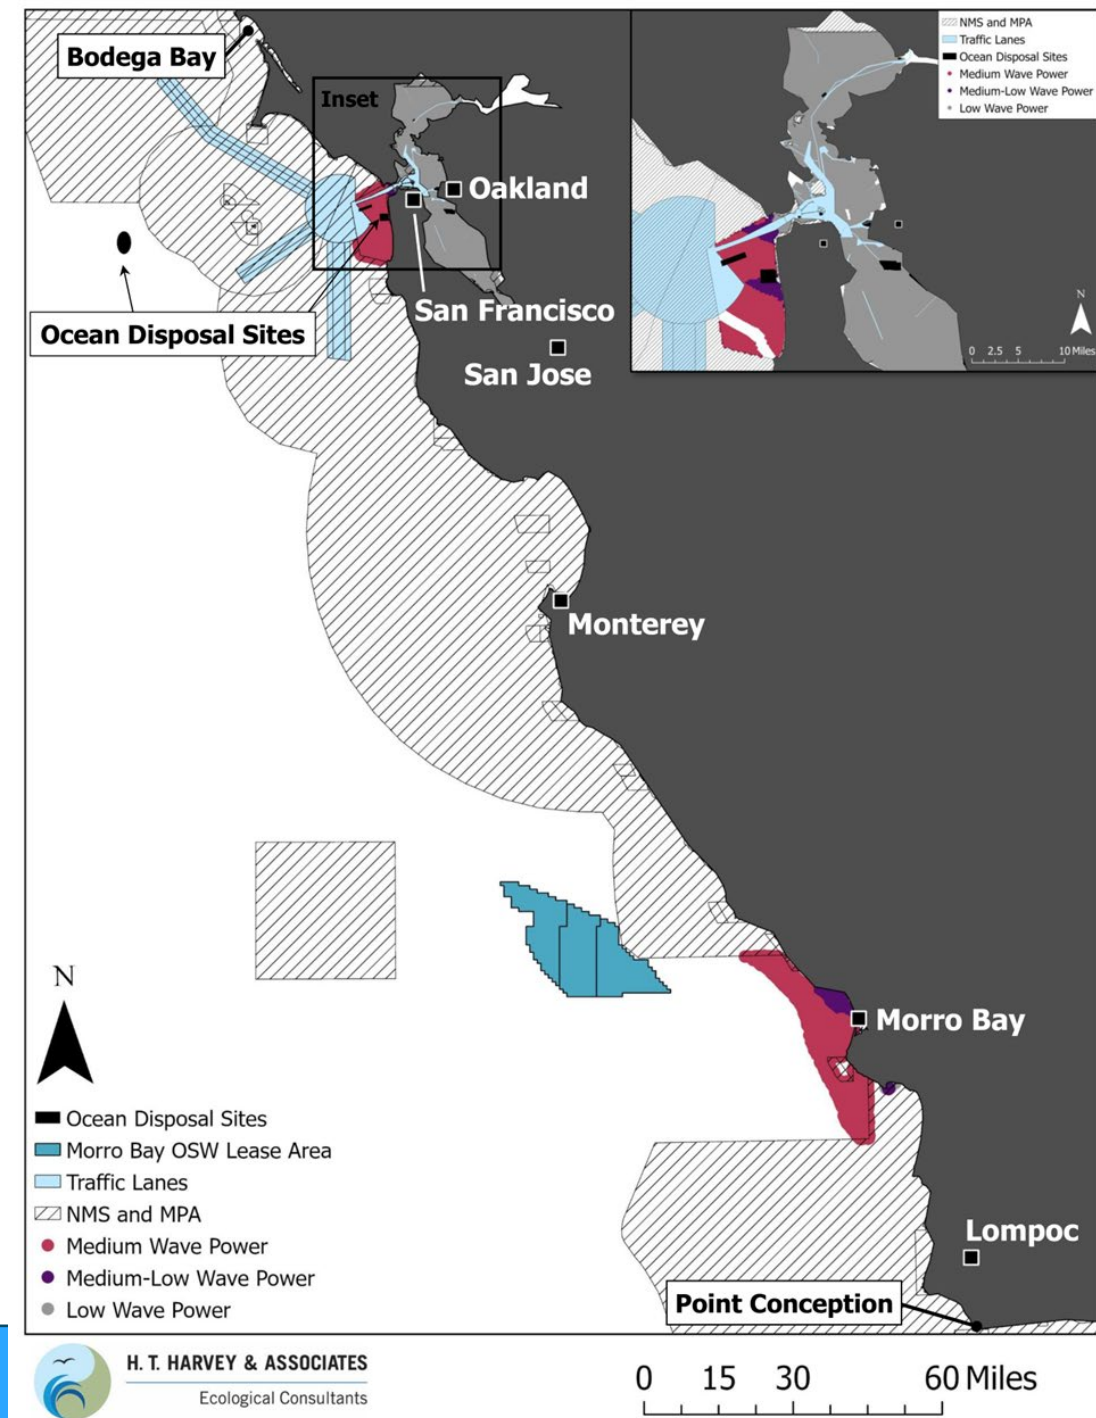 Bodega Bay
Inset
Oakland
Ocean Disposal Sites
San Francisco
San Jose
Monterey
Morro Bay
Lompoc
Point Conception
NMS and MPA
Traffic Lanes
Ocean Disposal Sites
Medium Wave Power
Medium-Low Wave Power
Low Wave Power
N
0 2.5 5 10 Miles
N
Ocean Disposal Sites
Morro Bay OSW Lease Area
Traffic Lanes
NMS and MPA
Medium Wave Power
Medium-Low Wave Power
Low Wave Power
H. T. HARVEY & ASSOCIATES
Ecological Consultants
0 15 30 60 Miles